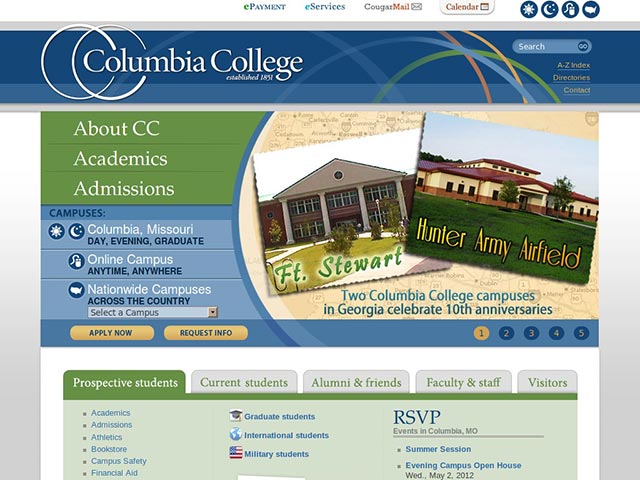 ePAYMENT eServices CougarMail Calendar
COLUMBIA COLLEGE
established 1851
Search GO
A-Z Index
Directories
Contact
About CC
Academics
Admissions
CAMPUSES:
Columbia, Missouri
DAY, EVENING, GRADUATE
Online Campus
ANYTIME, ANYWHERE
Nationwide Campuses
ACROSS THE COUNTRY
Select a Campus
APPLY NOW REQUEST INFO
Ft. Stewart
Hunter Army Airfield
Two Columbia College campuses
in Georgia celebrate 10th anniversaries
1 2 3 4 5
Prospective students Current students Alumni & friends Faculty & staff Visitors
Academics
Admissions
Athletics
Bookstore
Campus Safety
Financial Aid
Graduate students
International students
Military students
RSVP
Events in Columbia, MO
Summer Session
Evening Campus Open House
Wed., May 2, 2012